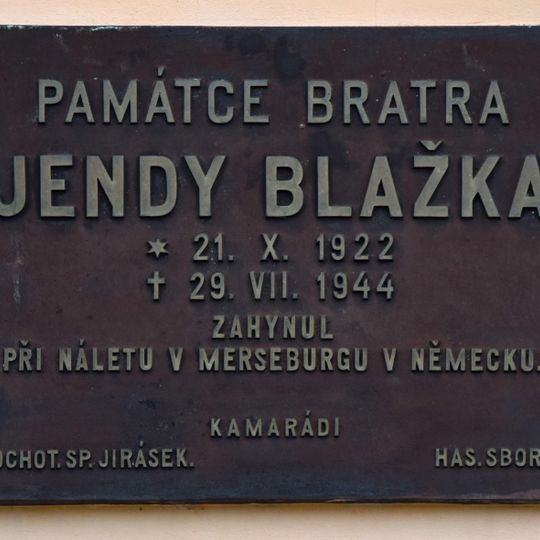 PAMÁTCE BRATRA
JENDY BLAŽKA
* 21. X. 1922
† 29. VII. 1944
ZAHYNUL
PŘI NÁLETU V MERSEBURGU V NĚMECKU.
KAMARÁDI
OCHOT. SP. JIRÁSEK. HAS. SBOR